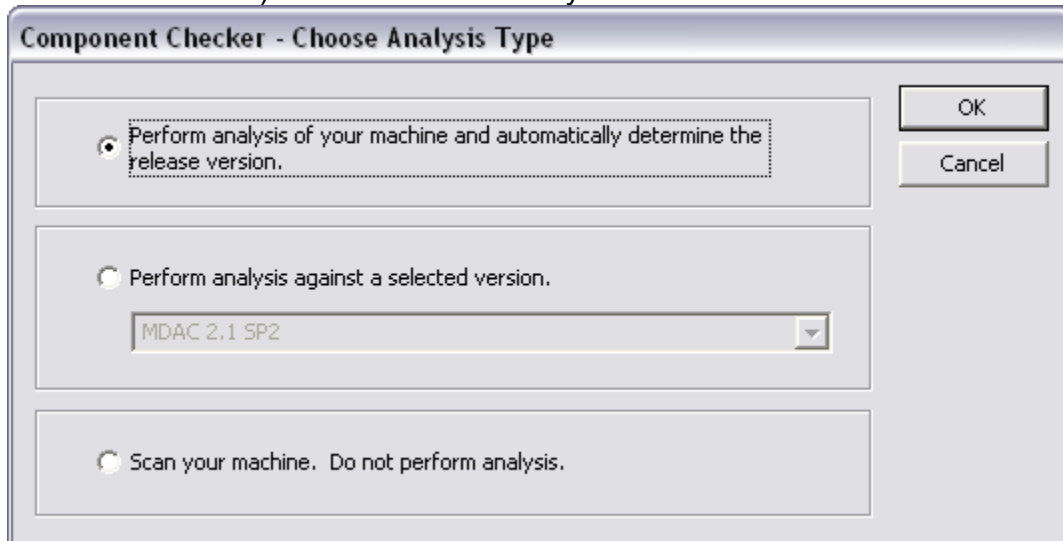 Component Checker - Choose Analysis Type
OK
Perform analysis of your machine and automatically determine the
release version.
Cancel
Perform analysis against a selected version.
MDAC 2.1 SP2
Scan your machine.  Do not perform analysis.